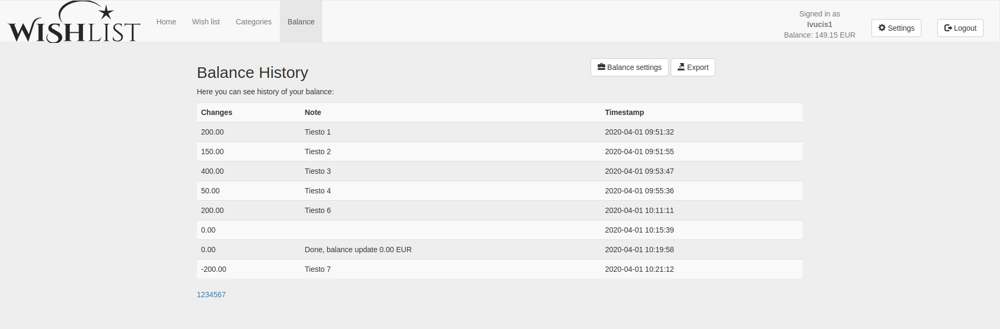 WISHLIST
Home Wish list Categories Balance
Signed in as
Ivucis1
Balance: 149.15 EUR
Settings
Logout
Balance History
Balance settings
Export
Here you can see history of your balance:
Changes Note Timestamp
200.00 Tiesto 1 2020-04-01 09:51:32
150.00 Tiesto 2 2020-04-01 09:51:55
400.00 Tiesto 3 2020-04-01 09:53:47
50.00 Tiesto 4 2020-04-01 09:55:36
200.00 Tiesto 6 2020-04-01 10:11:11
0.00 2020-04-01 10:15:39
0.00 Done, balance update 0.00 EUR 2020-04-01 10:19:58
-200.00 Tiesto 7 2020-04-01 10:21:12
1234567